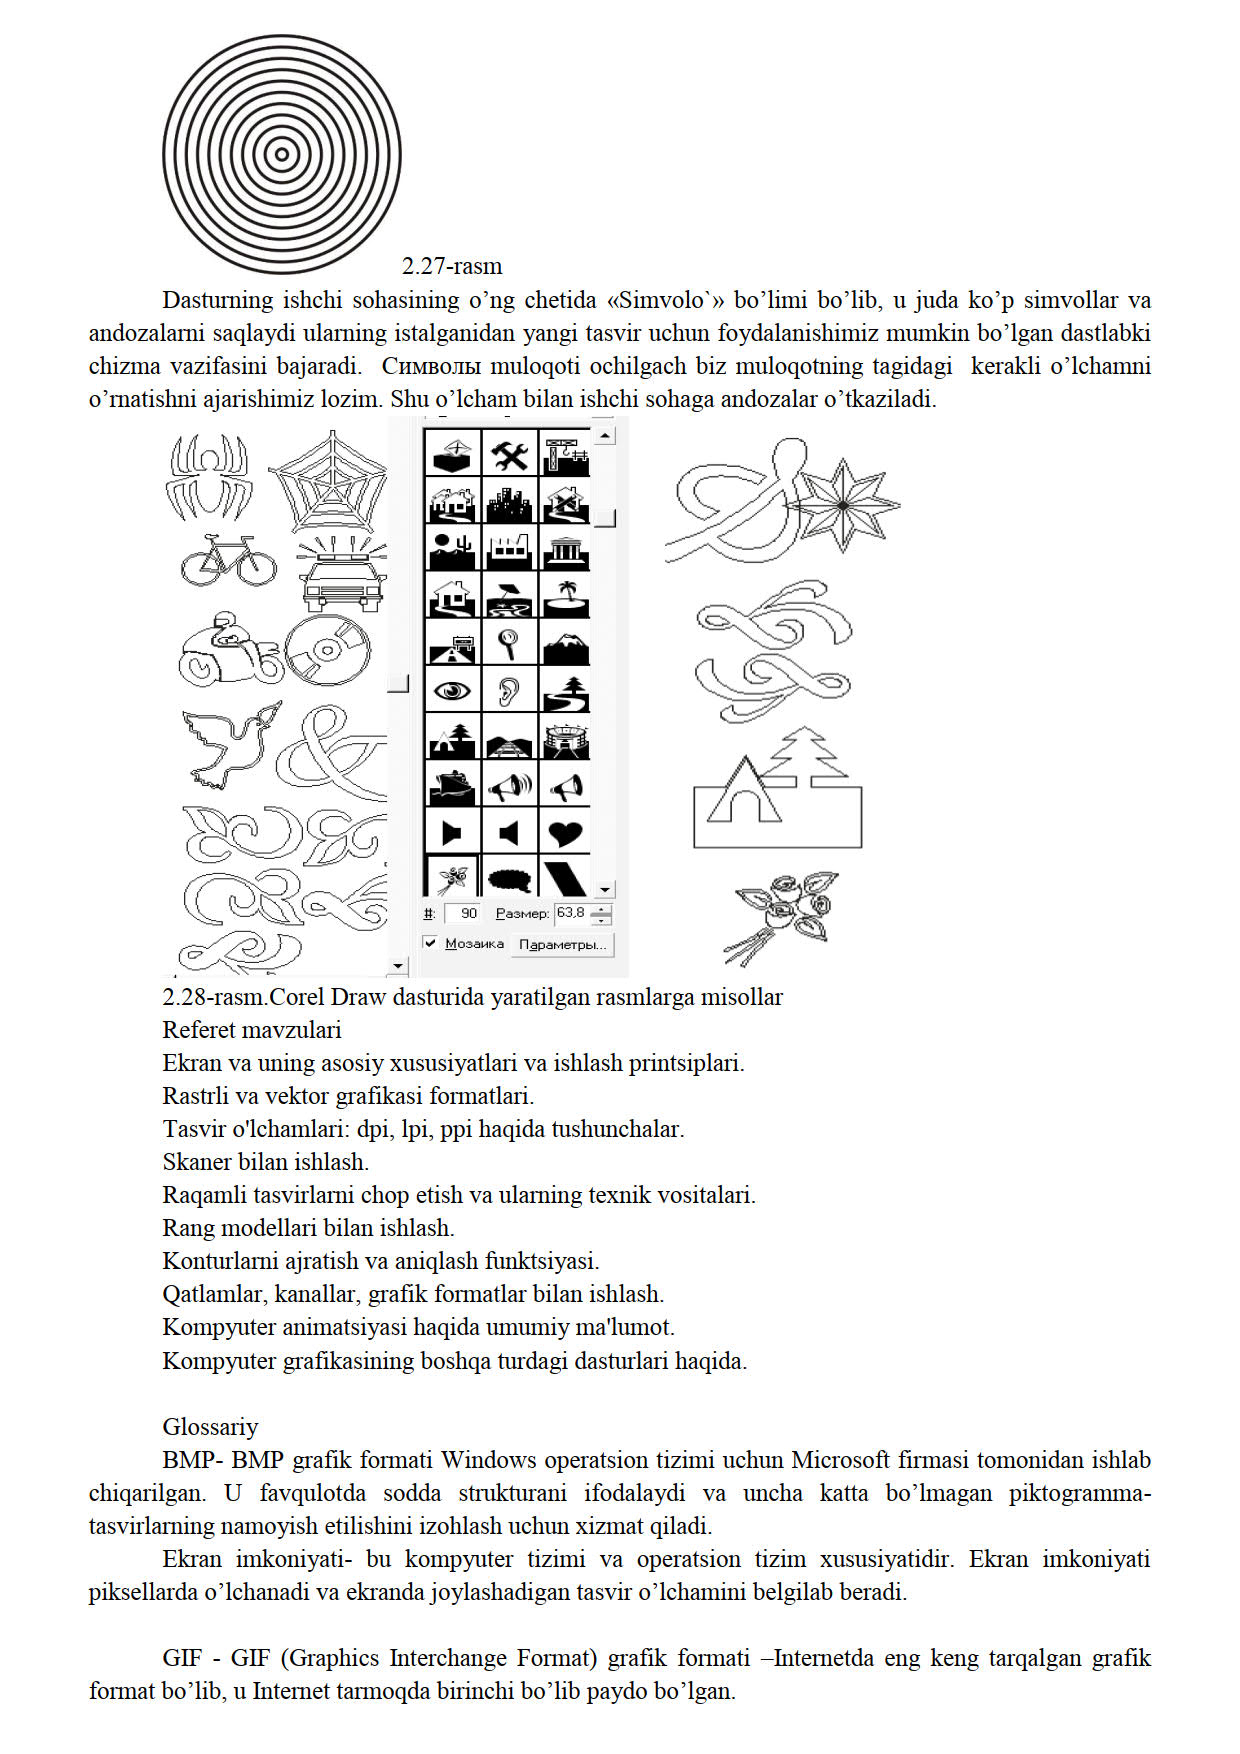 2.27-rasm
Dasturning ishchi sohasining o’ng chetida «Simvolo`» bo’limi bo’lib, u juda ko’p simvollar va
andozalarni saqlaydi ularning istalganidan yangi tasvir uchun foydalanishimiz mumkin bo’lgan dastlabki
chizma vazifasini bajaradi. Символы muloqoti ochilgach biz muloqotning tagidagi kerakli o’lchamni
o’rnatishni ajarishimiz lozim. Shu o’lcham bilan ishchi sohaga andozalar o’tkaziladi.
#: 90 Размер: 63,8
Мозаика Параметры...
2.28-rasm.Corel Draw dasturida yaratilgan rasmlarga misollar
Referet mavzulari
Ekran va uning asosiy xususiyatlari va ishlash printsiplari.
Rastrli va vektor grafikasi formatlari.
Tasvir o'lchamlari: dpi, lpi, ppi haqida tushunchalar.
Skaner bilan ishlash.
Raqamli tasvirlarni chop etish va ularning texnik vositalari.
Rang modellari bilan ishlash.
Konturlarni ajratish va aniqlash funktsiyasi.
Qatlamlar, kanallar, grafik formatlar bilan ishlash.
Kompyuter animatsiyasi haqida umumiy ma'lumot.
Kompyuter grafikasining boshqa turdagi dasturlari haqida.
Glossariy
BMP- BMP grafik formati Windows operatsion tizimi uchun Microsoft firmasi tomonidan ishlab
chiqarilgan. U favqulotda sodda strukturani ifodalaydi va uncha katta bo’lmagan piktogramma-
tasvirlarning namoyish etilishini izohlash uchun xizmat qiladi.
Ekran imkoniyati- bu kompyuter tizimi va operatsion tizim xususiyatidir. Ekran imkoniyati
piksellarda o’lchanadi va ekranda joylashadigan tasvir o’lchamini belgilab beradi.
GIF - GIF (Graphics Interchange Format) grafik formati –Internetda eng keng tarqalgan grafik
format bo’lib, u Internet tarmoqda birinchi bo’lib paydo bo’lgan.